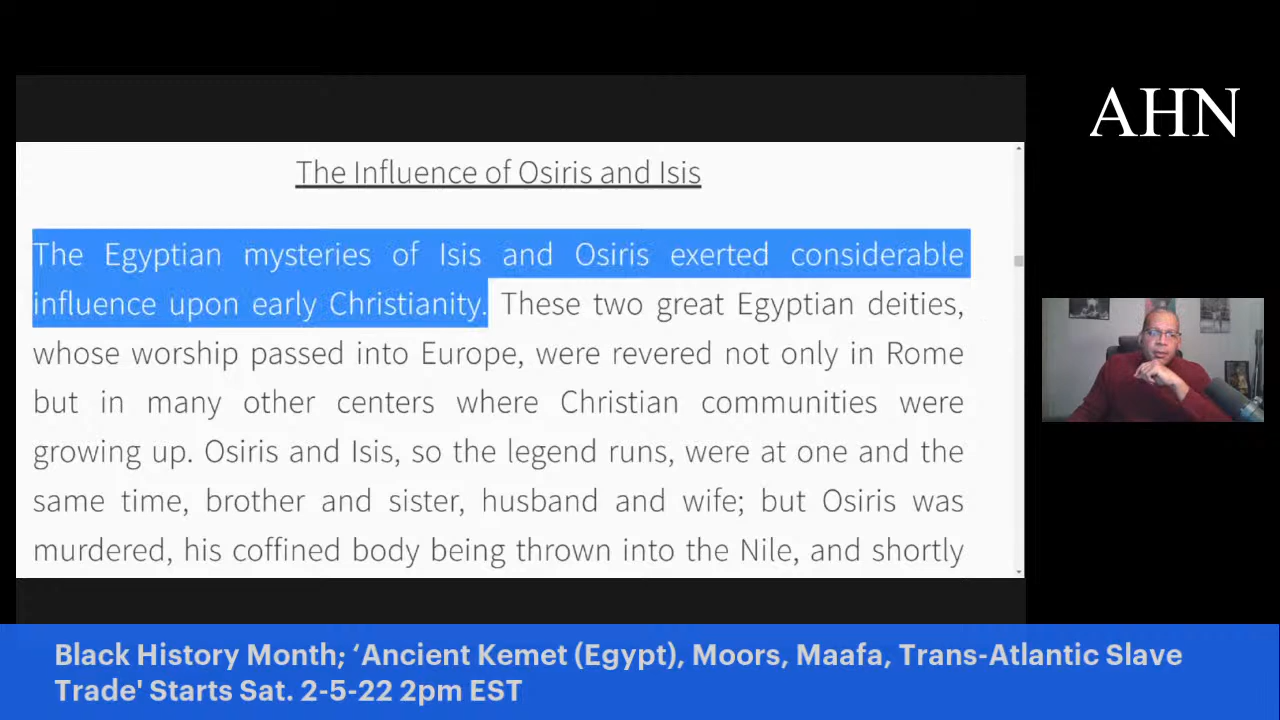 AHN
The Influence of Osiris and Isis
The Egyptian mysteries of Isis and Osiris exerted considerable
influence upon early Christianity. These two great Egyptian deities,
whose worship passed into Europe, were revered not only in Rome
but in many other centers where Christian communities were
growing up. Osiris and Isis, so the legend runs, were at one and the
same time, brother and sister, husband and wife; but Osiris was
murdered, his coffined body being thrown into the Nile, and shortly
Black History Month; ‘Ancient Kemet (Egypt), Moors, Maafa, Trans-Atlantic Slave
Trade' Starts Sat. 2-5-22 2pm EST